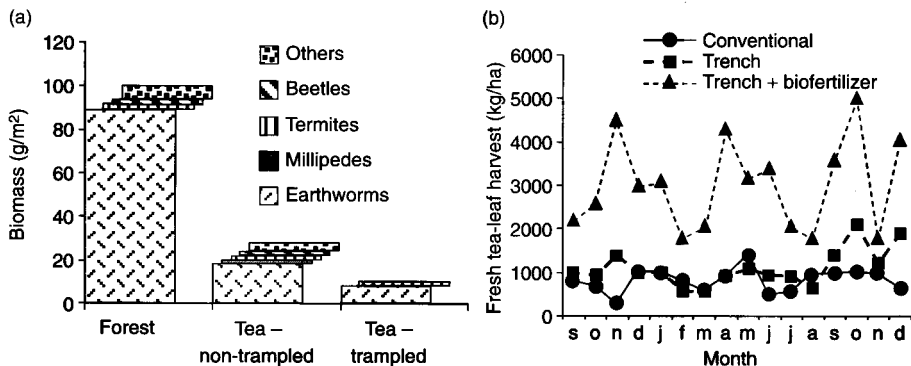 (a)
120
100
80
60
40
20
0
Biomass (g/m²)
Others
Beetles
Termites
Millipedes
Earthworms
Forest
Tea –
non-trampled
Tea –
trampled
(b)
Conventional
Trench
Trench + biofertilizer
6000
5000
4000
3000
2000
1000
0
Fresh tea-leaf harvest (kg/ha)
s o n d j f m a m j j a s o n d
Month